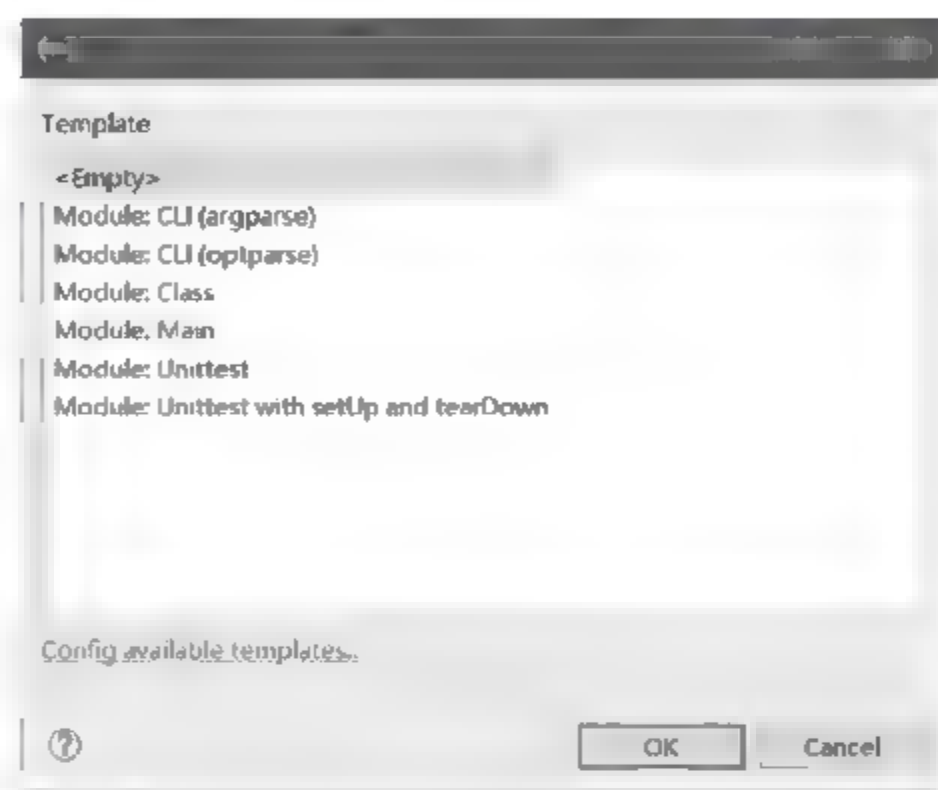 Template
<Empty>
Module: CLI (argparse)
Module: CLI (optparse)
Module: Class
Module: Main
Module: Unittest
Module: Unittest with setUp and tearDown
Config available templates...
OK
Cancel